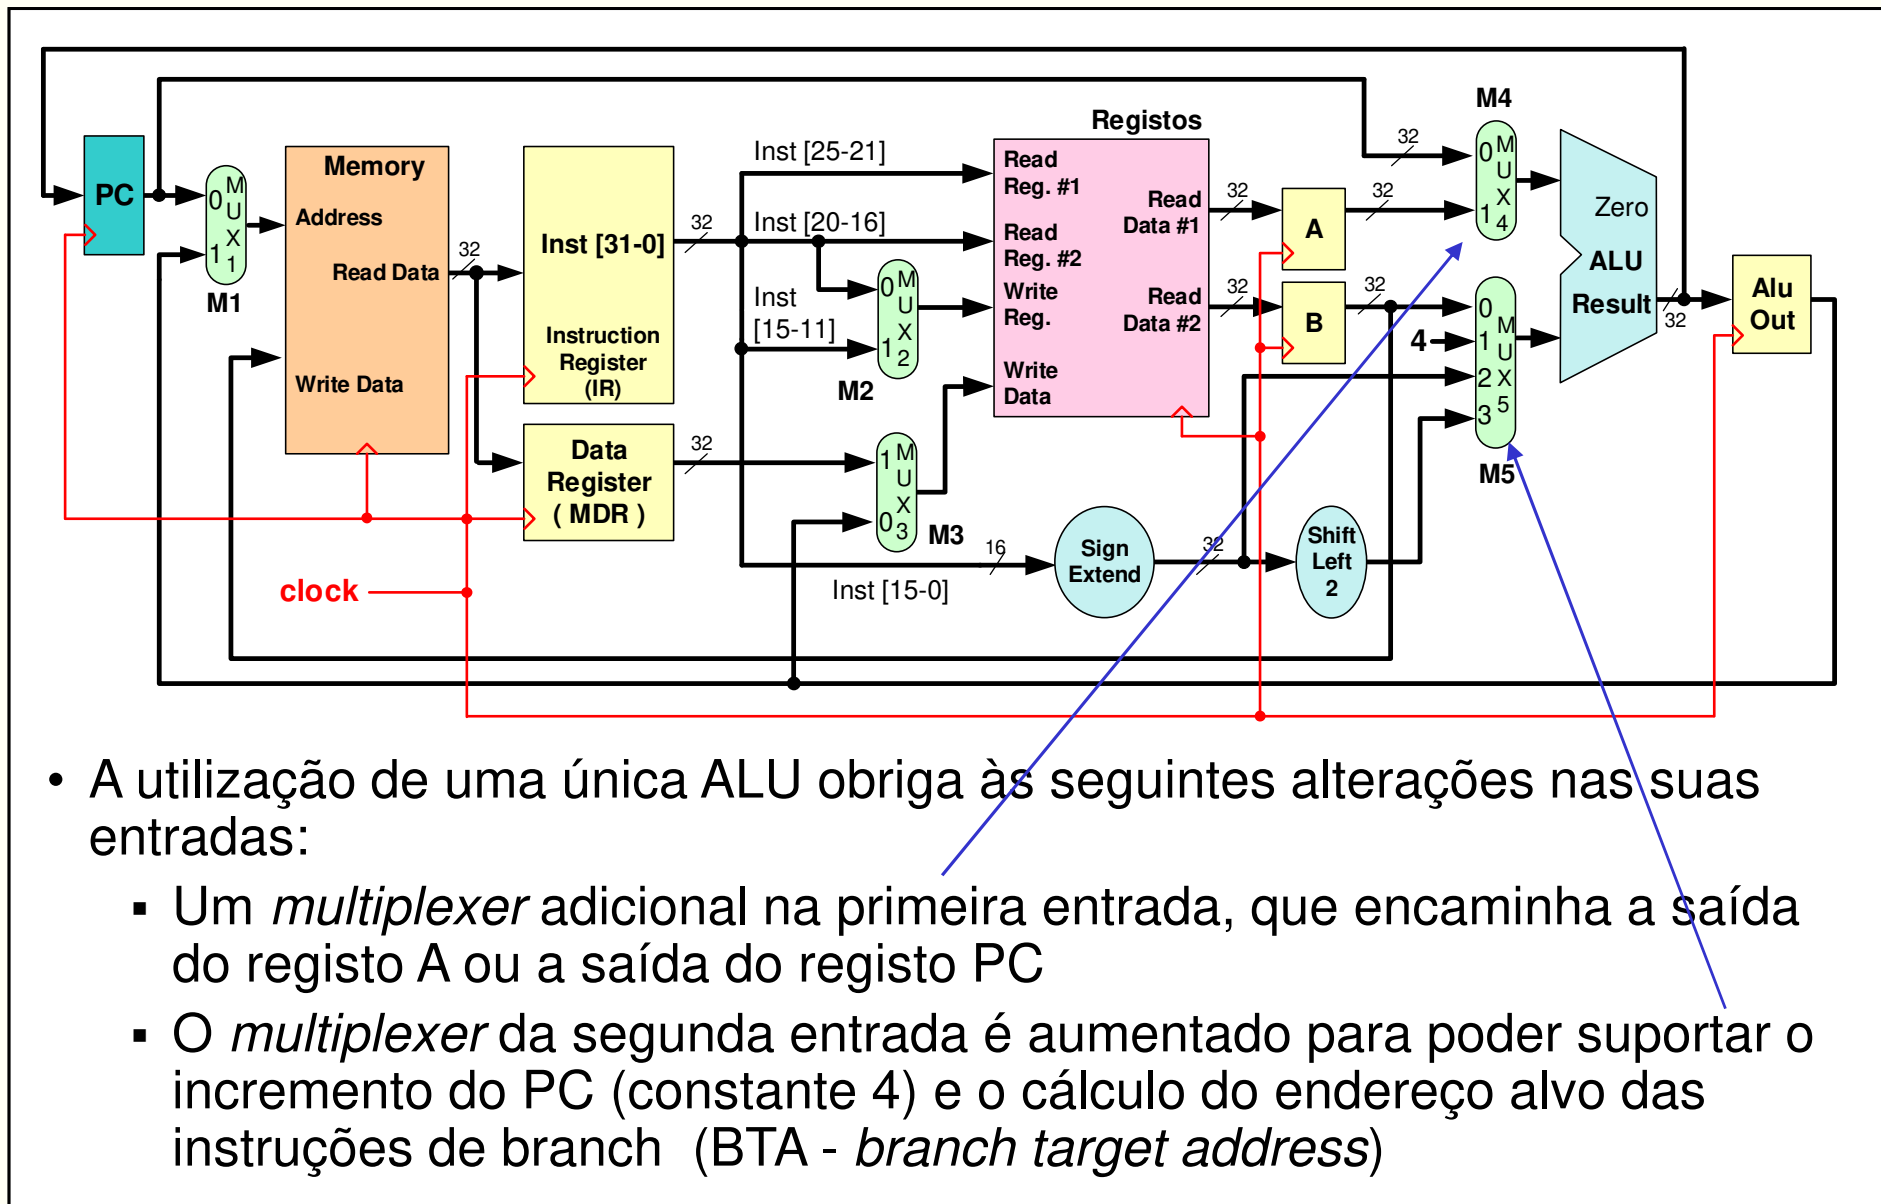 M4
Registos
PC
MUX1
0
1
M1
Memory
Address
Read Data
Write Data
32
Inst [31-0]
Instruction
Register
(IR)
32
Data
Register
( MDR )
32
Inst [25-21]
Inst [20-16]
Inst
[15-11]
0
1
MUX2
M2
1
0
MUX3
M3
Read
Reg. #1
Read
Reg. #2
Write
Reg.
Write
Data
Read
Data #1
Read
Data #2
32
32
A
B
32
32
32
0
1
MUX4
4
0
1
2
3
MUX5
M5
Zero
ALU
Result
32
Alu
Out
16
Inst [15-0]
Sign
Extend
32
Shift
Left
2
clock
• A utilização de uma única ALU obriga às seguintes alterações nas suas
entradas:
▪ Um multiplexer adicional na primeira entrada, que encaminha a saída
do registo A ou a saída do registo PC
▪ O multiplexer da segunda entrada é aumentado para poder suportar o
incremento do PC (constante 4) e o cálculo do endereço alvo das
instruções de branch (BTA - branch target address)